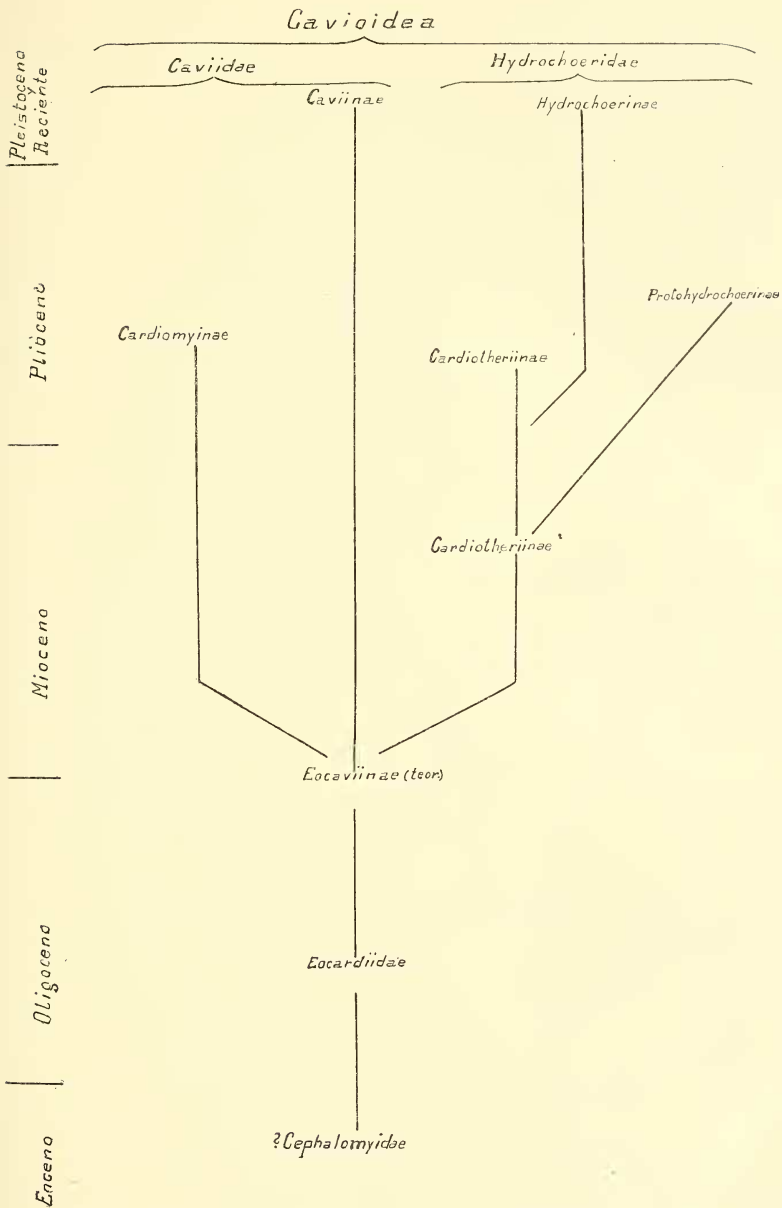 Cavioidea
Caviidae
Hydrochoeridae
Caviinae
Hydrochoerinae
Pleistoceno
y
Reciente
Protohydrochoerinae
Plioceno
Cardiomyinae
Cardiotheriinae
Cardiotheriinae
Mioceno
Eocaviinae (teor.)
Eocardiidae
Oligoceno
?Cephalomyidae
Eoceno